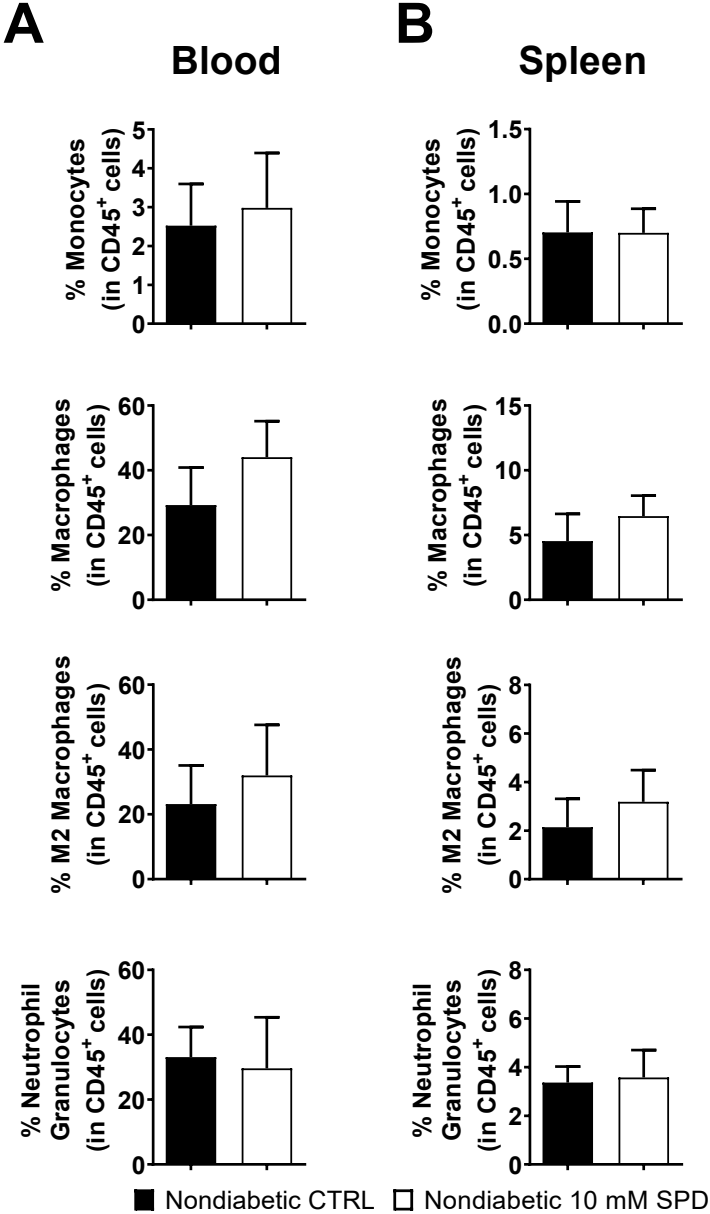 A
B
Blood
Spleen
% Monocytes
(in CD45+ cells)
5
4
3
2
1
0
% Monocytes
(in CD45+ cells)
1.5
1.0
0.5
0.0
% Macrophages
(in CD45+ cells)
60
40
20
0
% Macrophages
(in CD45+ cells)
15
10
5
0
% M2 Macrophages
(in CD45+ cells)
60
40
20
0
% M2 Macrophages
(in CD45+ cells)
8
6
4
2
0
% Neutrophil
Granulocytes
(in CD45+ cells)
60
40
20
0
% Neutrophil
Granulocytes
(in CD45+ cells)
8
6
4
2
0
Nondiabetic CTRL
Nondiabetic 10 mM SPD